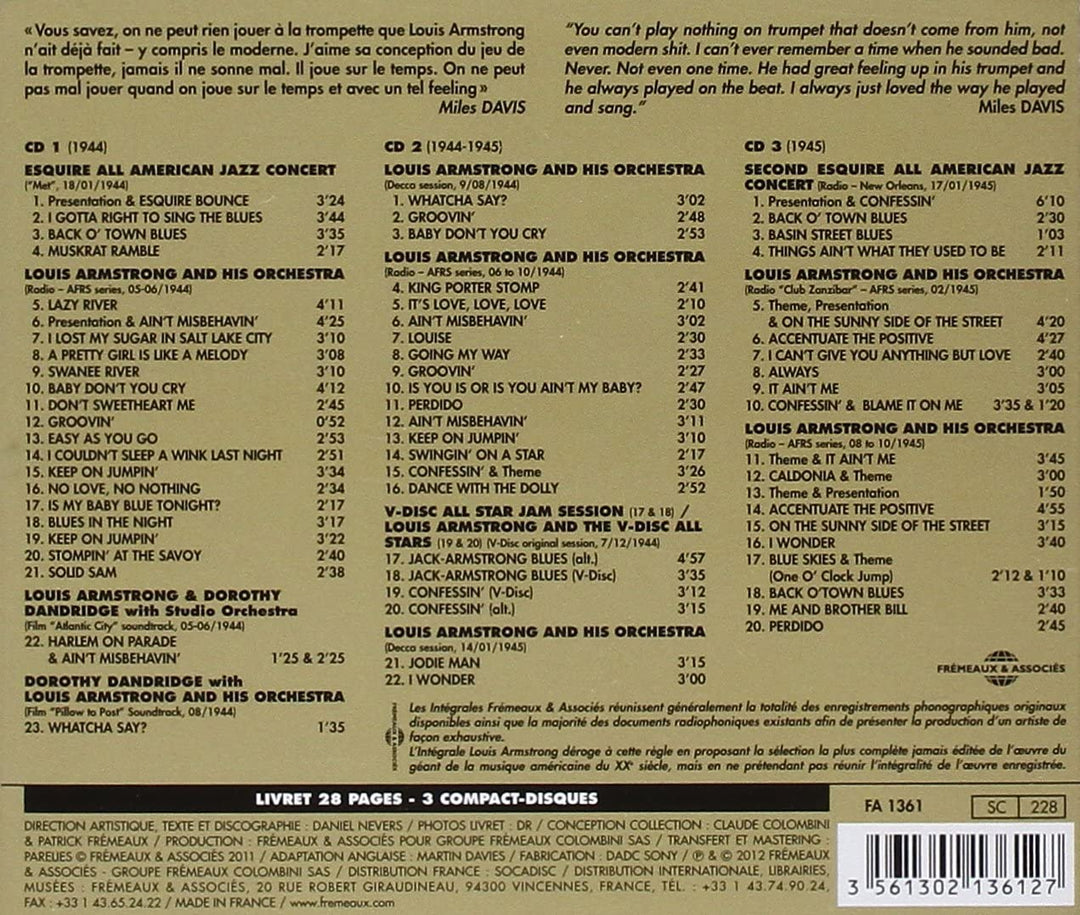 « Vous savez, on ne peut rien jouer à la trompette que Louis Armstrong
n'ait déjà fait – y compris le moderne. J'aime sa conception du jeu de
la trompette, jamais il ne sonne mal. Il joue sur le temps. On ne peut
pas mal jouer quand on joue sur le temps et avec un tel feeling »
Miles DAVIS
“You can't play nothing on trumpet that doesn't come from him, not
even modern shit. I can't ever remember a time when he sounded bad.
Never. Not even one time. He had great feeling up in his trumpet and
he always played on the beat. I always just loved the way he played
and sang.” Miles DAVIS
CD 1 (1944)
ESQUIRE ALL AMERICAN JAZZ CONCERT
("Met", 18/01/1944)
1. Presentation & ESQUIRE BOUNCE 3'24
2. I GOTTA RIGHT TO SING THE BLUES 3'44
3. BACK O' TOWN BLUES 3'35
4. MUSKRAT RAMBLE 2'17
LOUIS ARMSTRONG AND HIS ORCHESTRA
(Radio – AFRS series, 05-06/1944)
5. LAZY RIVER 4'11
6. Presentation & AIN'T MISBEHAVIN' 4'25
7. I LOST MY SUGAR IN SALT LAKE CITY 3'10
8. A PRETTY GIRL IS LIKE A MELODY 3'08
9. SWANEE RIVER 3'10
10. BABY DON'T YOU CRY 4'12
11. DON'T SWEETHEART ME 2'45
12. GROOVIN' 0'52
13. EASY AS YOU GO 2'53
14. I COULDN'T SLEEP A WINK LAST NIGHT 2'51
15. KEEP ON JUMPIN' 3'34
16. NO LOVE, NO NOTHING 2'34
17. IS MY BABY BLUE TONIGHT? 2'17
18. BLUES IN THE NIGHT 3'17
19. KEEP ON JUMPIN' 3'22
20. STOMPIN' AT THE SAVOY 2'40
21. SOLID SAM 2'38
LOUIS ARMSTRONG & DOROTHY
DANDRIDGE with Studio Orchestra
(Film "Atlantic City" soundtrack, 05-06/1944)
22. HARLEM ON PARADE
& AIN'T MISBEHAVIN' 1'25 & 2'25
DOROTHY DANDRIDGE with
LOUIS ARMSTRONG AND HIS ORCHESTRA
(Film "Pillow to Post" Soundtrack, 08/1944)
23. WHATCHA SAY? 1'35
CD 2 (1944-1945)
LOUIS ARMSTRONG AND HIS ORCHESTRA
(Decca session, 9/08/1944)
1. WHATCHA SAY? 3'02
2. GROOVIN' 2'48
3. BABY DON'T YOU CRY 2'53
LOUIS ARMSTRONG AND HIS ORCHESTRA
(Radio – AFRS series, 06 to 10/1944)
4. KING PORTER STOMP 2'41
5. IT'S LOVE, LOVE, LOVE 2'10
6. AIN'T MISBEHAVIN' 3'02
7. LOUISE 2'30
8. GOING MY WAY 2'33
9. GROOVIN' 2'27
10. IS YOU IS OR IS YOU AIN'T MY BABY? 2'47
11. PERDIDO 2'30
12. AIN'T MISBEHAVIN' 3'11
13. KEEP ON JUMPIN' 3'10
14. SWINGIN' ON A STAR 2'17
15. CONFESSIN' & Theme 3'26
16. DANCE WITH THE DOLLY 2'52
V-DISC ALL STAR JAM SESSION (17 & 18) /
LOUIS ARMSTRONG AND THE V-DISC ALL
STARS (19 & 20) (V-Disc original session, 7/12/1944)
17. JACK-ARMSTRONG BLUES (alt.) 4'57
18. JACK-ARMSTRONG BLUES (V-Disc) 3'35
19. CONFESSIN' (V-Disc) 3'12
20. CONFESSIN' (alt.) 3'15
LOUIS ARMSTRONG AND HIS ORCHESTRA
(Decca session, 14/01/1945)
21. JODIE MAN 3'15
22. I WONDER 3'00
CD 3 (1945)
SECOND ESQUIRE ALL AMERICAN JAZZ
CONCERT (Radio – New Orleans, 17/01/1945)
1. Presentation & CONFESSIN' 6'10
2. BACK O' TOWN BLUES 2'30
3. BASIN STREET BLUES 1'03
4. THINGS AIN'T WHAT THEY USED TO BE 2'11
LOUIS ARMSTRONG AND HIS ORCHESTRA
(Radio "Club Zanzibar" – AFRS series, 02/1945)
5. Theme, Presentation
& ON THE SUNNY SIDE OF THE STREET 4'20
6. ACCENTUATE THE POSITIVE 4'27
7. I CAN'T GIVE YOU ANYTHING BUT LOVE 2'40
8. ALWAYS 3'00
9. IT AIN'T ME 3'05
10. CONFESSIN' & BLAME IT ON ME 3'35 & 1'20
LOUIS ARMSTRONG AND HIS ORCHESTRA
(Radio – AFRS series, 08 to 10/1945)
11. Theme & IT AIN'T ME 3'45
12. CALDONIA & Theme 3'00
13. Theme & Presentation 1'50
14. ACCENTUATE THE POSITIVE 4'55
15. ON THE SUNNY SIDE OF THE STREET 3'15
16. I WONDER 3'40
17. BLUE SKIES & Theme
(One O' Clock Jump) 2'12 & 1'10
18. BACK O'TOWN BLUES 3'33
19. ME AND BROTHER BILL 2'40
20. PERDIDO 2'45
FRÉMEAUX & ASSOCIÉS
Les Intégrales Frémeaux & Associés réunissent généralement la totalité des enregistrements phonographiques originaux
disponibles ainsi que la majorité des documents radiophoniques existants afin de présenter la production d'un artiste de
façon exhaustive.
L'Intégrale Louis Armstrong déroge à cette règle en proposant la sélection la plus complète jamais éditée de l'œuvre du
géant de la musique américaine du XXe siècle, mais en ne prétendant pas réunir l'intégralité de l'œuvre enregistrée.
LIVRET 28 PAGES - 3 COMPACT-DISQUES
FA 1361
SC 228
DIRECTION ARTISTIQUE, TEXTE ET DISCOGRAPHIE : DANIEL NEVERS / PHOTOS LIVRET : DR / CONCEPTION COLLECTION : CLAUDE COLOMBINI
& PATRICK FRÉMEAUX / PRODUCTION : FRÉMEAUX & ASSOCIÉS POUR GROUPE FRÉMEAUX COLOMBINI SAS / TRANSFERT ET MASTERING :
PARELIES © FRÉMEAUX & ASSOCIÉS 2011 / ADAPTATION ANGLAISE : MARTIN DAVIES / FABRICATION : DADC SONY / ℗ & © 2012 FRÉMEAUX
& ASSOCIÉS - GROUPE FRÉMEAUX COLOMBINI SAS / DISTRIBUTION FRANCE : SOCADISC / DISTRIBUTION INTERNATIONALE, LIBRAIRIES,
MUSÉES : FRÉMEAUX & ASSOCIÉS, 20 RUE ROBERT GIRAUDINEAU, 94300 VINCENNES, FRANCE, TÉL. : +33 1 43.74.90.24,
FAX : +33 1 43.65.24.22 / MADE IN FRANCE / www.fremeaux.com
3 561302 136127